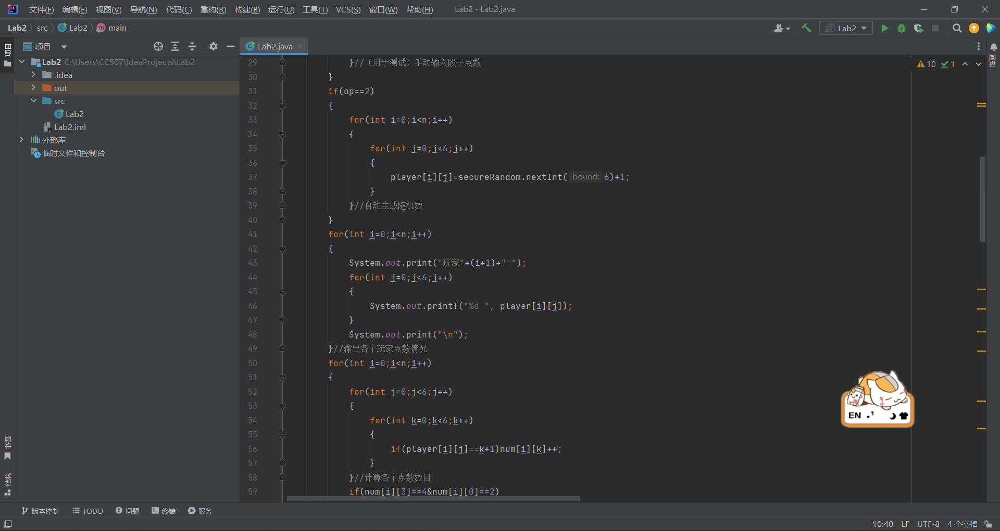 文件(F) 编辑(E) 视图(V) 导航(N) 代码(C) 重构(R) 构建(B) 运行(U) 工具(T) VCS(S) 窗口(W) 帮助(H) Lab2 - Lab2.java
Lab2 src Lab2 main
Lab2
项目
项目
Lab2.java
Lab2 C:\Users\CC507\IdeaProjects\Lab2
.idea
out
src
Lab2
Lab2.iml
外部库
临时文件和控制台
书签
结构
通知
10 1
29 }//（用于测试）手动输入骰子点数
30 }
31 if(op==2)
32 {
33 for(int i=0;i<n;i++)
34 {
35 for(int j=0;j<6;j++)
36 {
37 player[i][j]=secureRandom.nextInt( bound: 6)+1;
38 }
39 }//自动生成随机数
40 }
41 for(int i=0;i<n;i++)
42 {
43 System.out.print("玩家"+(i+1)+"=");
44 for(int j=0;j<6;j++)
45 {
46 System.out.printf("%d ", player[i][j]);
47 }
48 System.out.print("\n");
49 }//输出各个玩家点数情况
50 for(int i=0;i<n;i++)
51 {
52 for(int j=0;j<6;j++)
53 {
54 for(int k=0;k<6;k++)
55 {
56 if(player[i][j]==k+1)num[i][k]++;
57 }
58 }//计算各个点数数目
59 if(num[i][3]==4&num[i][0]==2)
EN
版本控制 TODO 问题 终端 服务
10:40 LF UTF-8 4 个空格